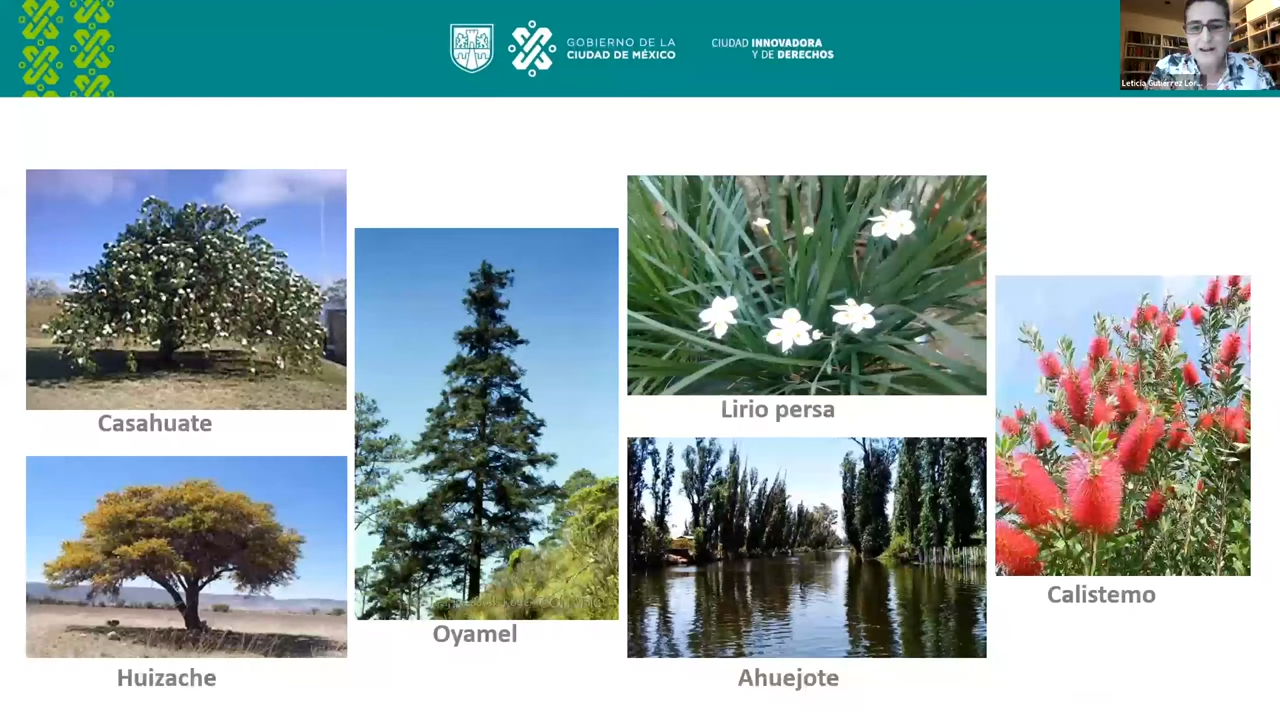 GOBIERNO DE LA
CIUDAD DE MÉXICO
CIUDAD INNOVADORA
Y DE DERECHOS
Leticia Gutiérrez Lor...
Casahuate
Oyamel
Lirio persa
Calistemo
Huizache
Ahuejote